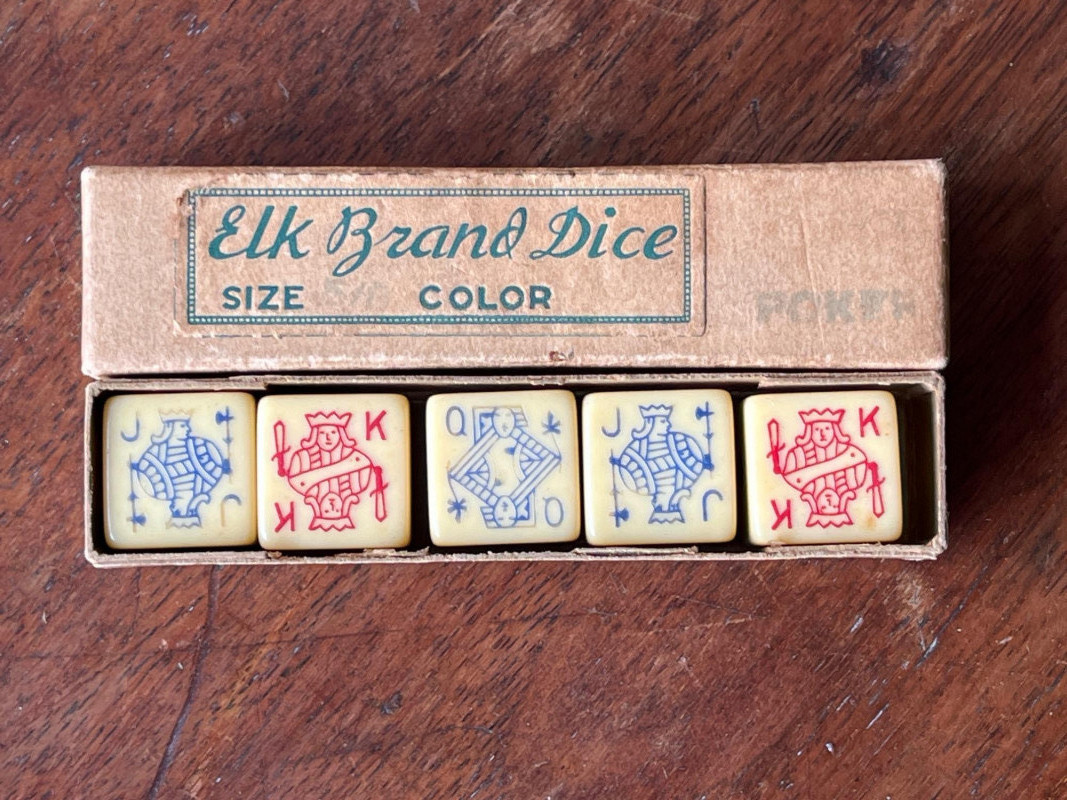 Elk Brand Dice
SIZE COLOR
POKER
J K Q J K
J K Q J K